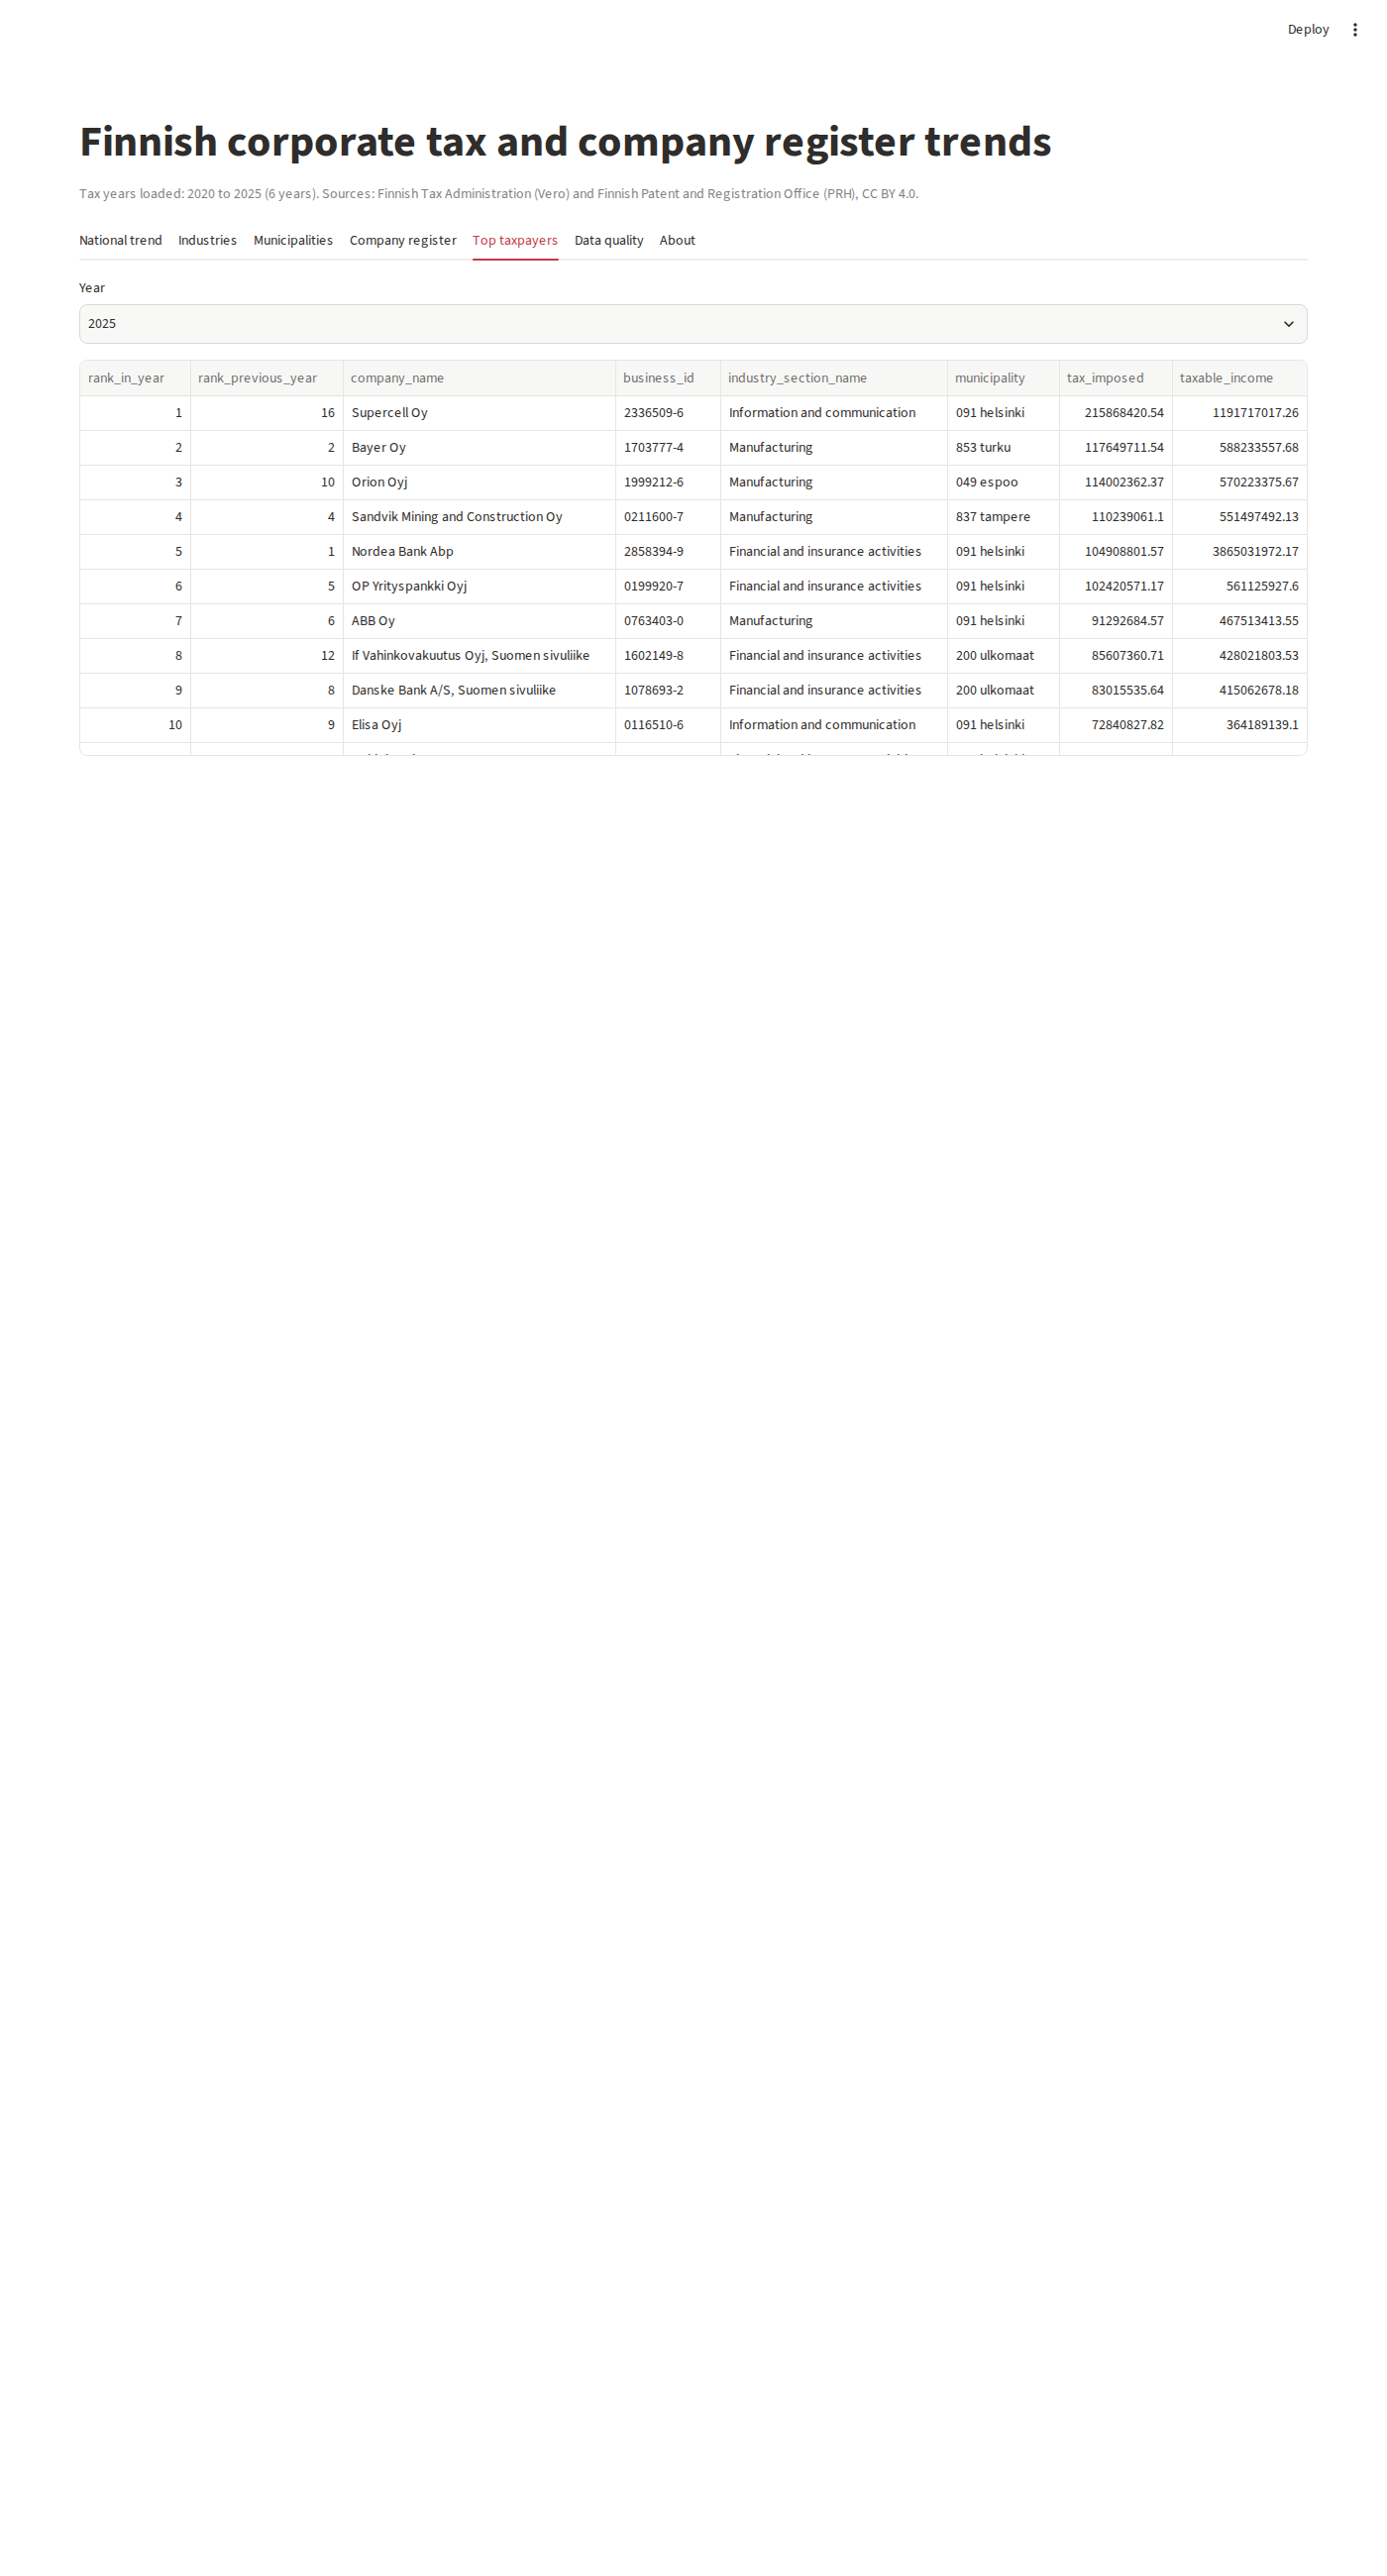 Deploy
Finnish corporate tax and company register trends
Tax years loaded: 2020 to 2025 (6 years). Sources: Finnish Tax Administration (Vero) and Finnish Patent and Registration Office (PRH), CC BY 4.0.
National trend Industries Municipalities Company register Top taxpayers Data quality About
Year
2025
rank_in_year rank_previous_year company_name business_id industry_section_name municipality tax_imposed taxable_income
1 16 Supercell Oy 2336509-6 Information and communication 091 helsinki 215868420.54 1191717017.26
2 2 Bayer Oy 1703777-4 Manufacturing 853 turku 117649711.54 588233557.68
3 10 Orion Oyj 1999212-6 Manufacturing 049 espoo 114002362.37 570223375.67
4 4 Sandvik Mining and Construction Oy 0211600-7 Manufacturing 837 tampere 110239061.1 551497492.13
5 1 Nordea Bank Abp 2858394-9 Financial and insurance activities 091 helsinki 104908801.57 3865031972.17
6 5 OP Yrityspankki Oyj 0199920-7 Financial and insurance activities 091 helsinki 102420571.17 561125927.6
7 6 ABB Oy 0763403-0 Manufacturing 091 helsinki 91292684.57 467513413.55
8 12 If Vahinkovakuutus Oyj, Suomen sivuliike 1602149-8 Financial and insurance activities 200 ulkomaat 85607360.71 428021803.53
9 8 Danske Bank A/S, Suomen sivuliike 1078693-2 Financial and insurance activities 200 ulkomaat 83015535.64 415062678.18
10 9 Elisa Oyj 0116510-6 Information and communication 091 helsinki 72840827.82 364189139.1